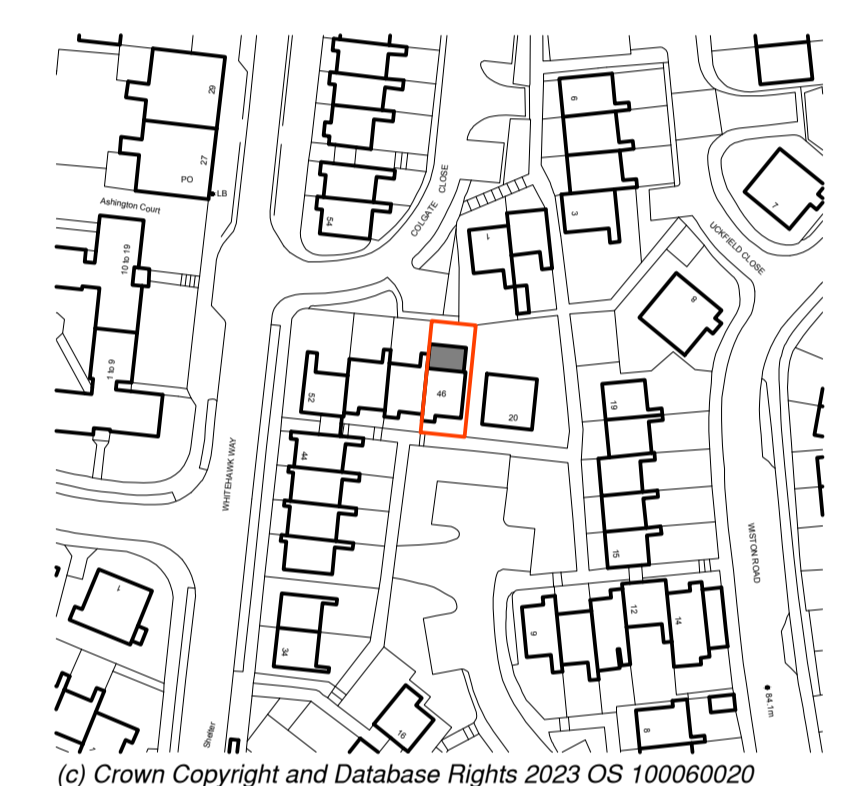 29
27
PO
LB
Ashington Court
10 to 19
1 to 9
54
COLGATE CLOSE
6
3
1
7
UCKFIELD CLOSE
8
52
46
20
19
44
WHITEHAWK WAY
15
WISTON ROAD
1
34
9
12
14
16
8
84.1m
Shelter
(c) Crown Copyright and Database Rights 2023 OS 100060020